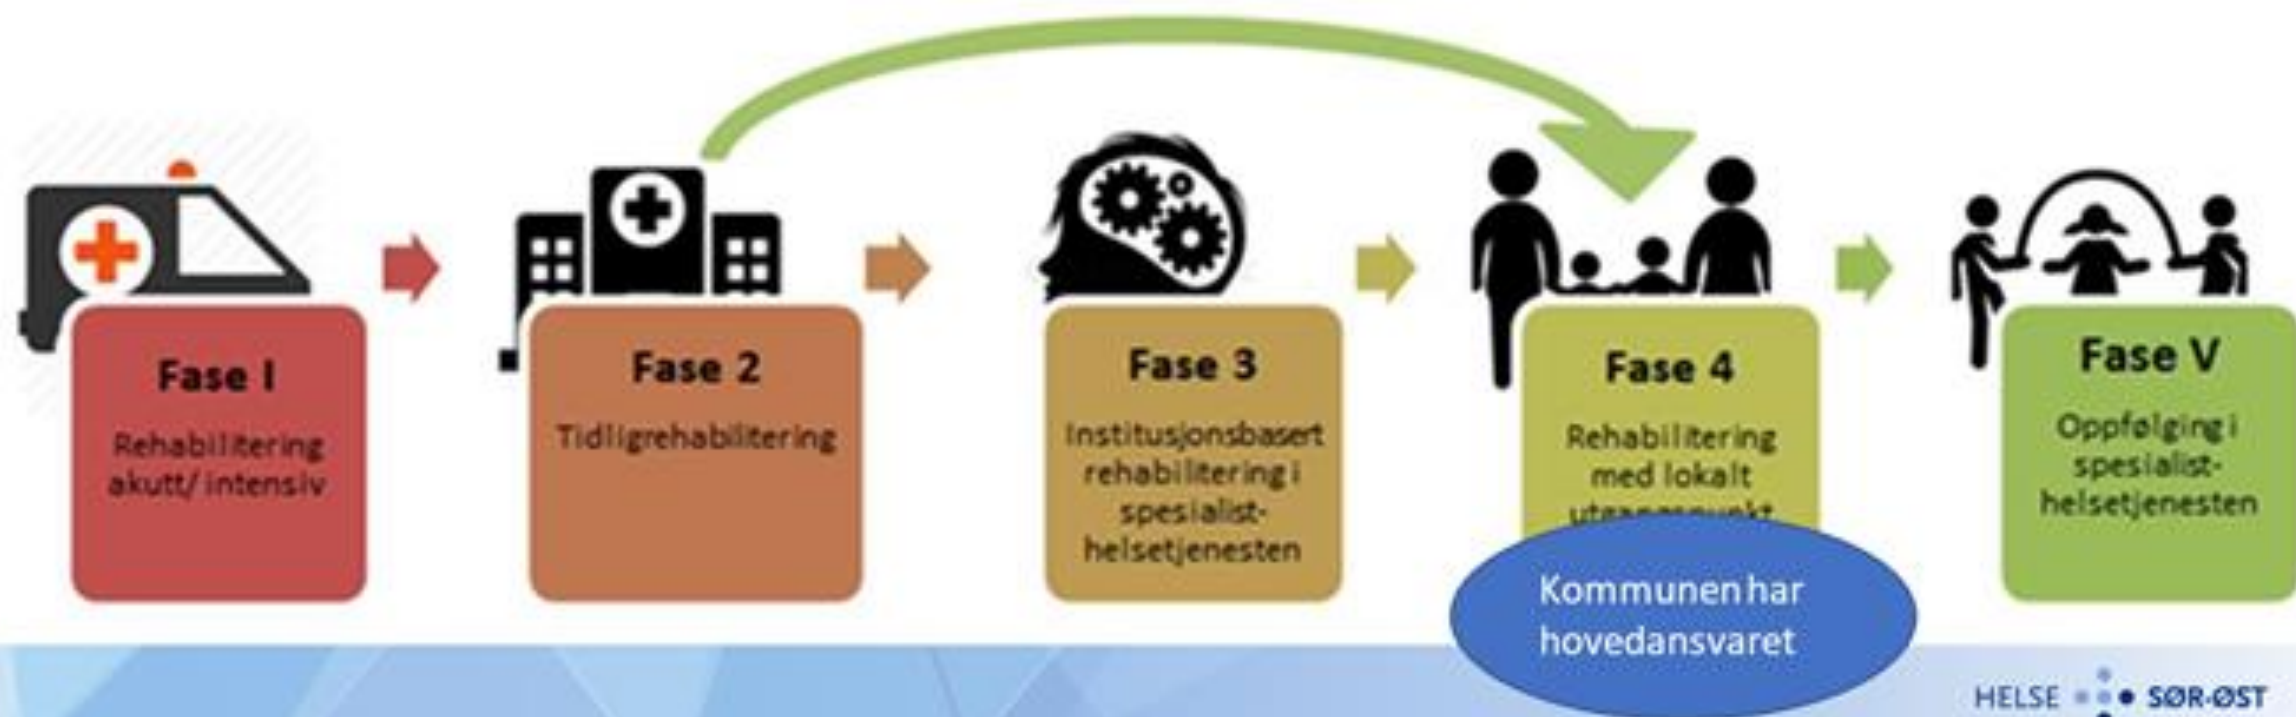 Fase I
Rehabilitering
akutt/ intensiv
Fase 2
Tidligrehabilitering
Fase 3
Institusjonsbasert
rehabilitering i
spesialist-
helsetjenesten
Fase 4
Rehabilitering
med lokalt
utgangspunkt
Kommunen har
hovedansvaret
Fase V
Oppfølging i
spesialist-
helsetjenesten
HELSE SØR-ØST